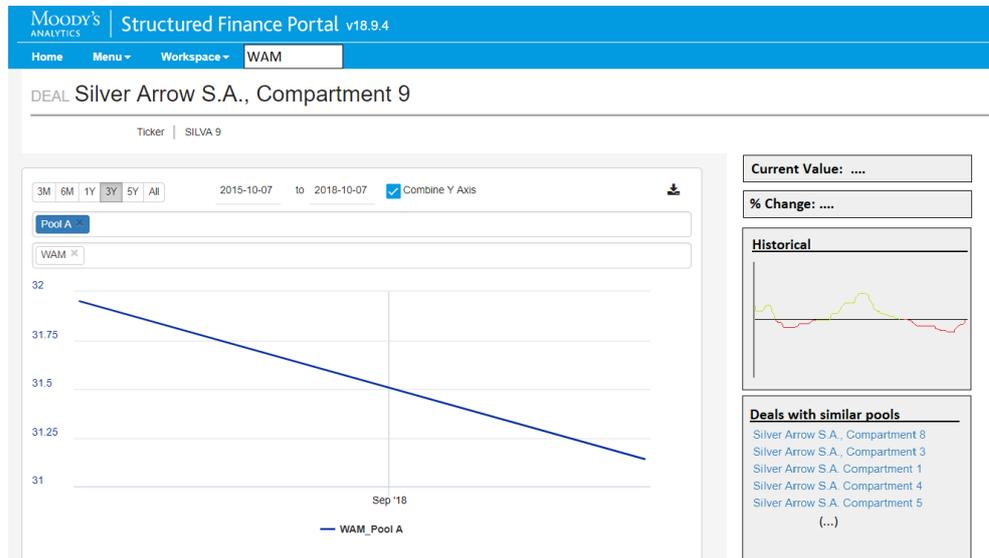 MOODY'S
ANALYTICS
Structured Finance Portal v18.9.4
Home Menu Workspace WAM
DEAL Silver Arrow S.A., Compartment 9
Ticker SILVA 9
3M 6M 1Y 3Y 5Y All 2015-10-07 to 2018-10-07 Combine Y Axis
Pool A ×
WAM ×
32
31.75
31.5
31.25
31
Sep '18
WAM_Pool A
Current Value: ....
% Change: ....
Historical
Deals with similar pools
Silver Arrow S.A., Compartment 8
Silver Arrow S.A., Compartment 3
Silver Arrow S.A. Compartment 1
Silver Arrow S.A. Compartment 4
Silver Arrow S.A. Compartment 5
(...)